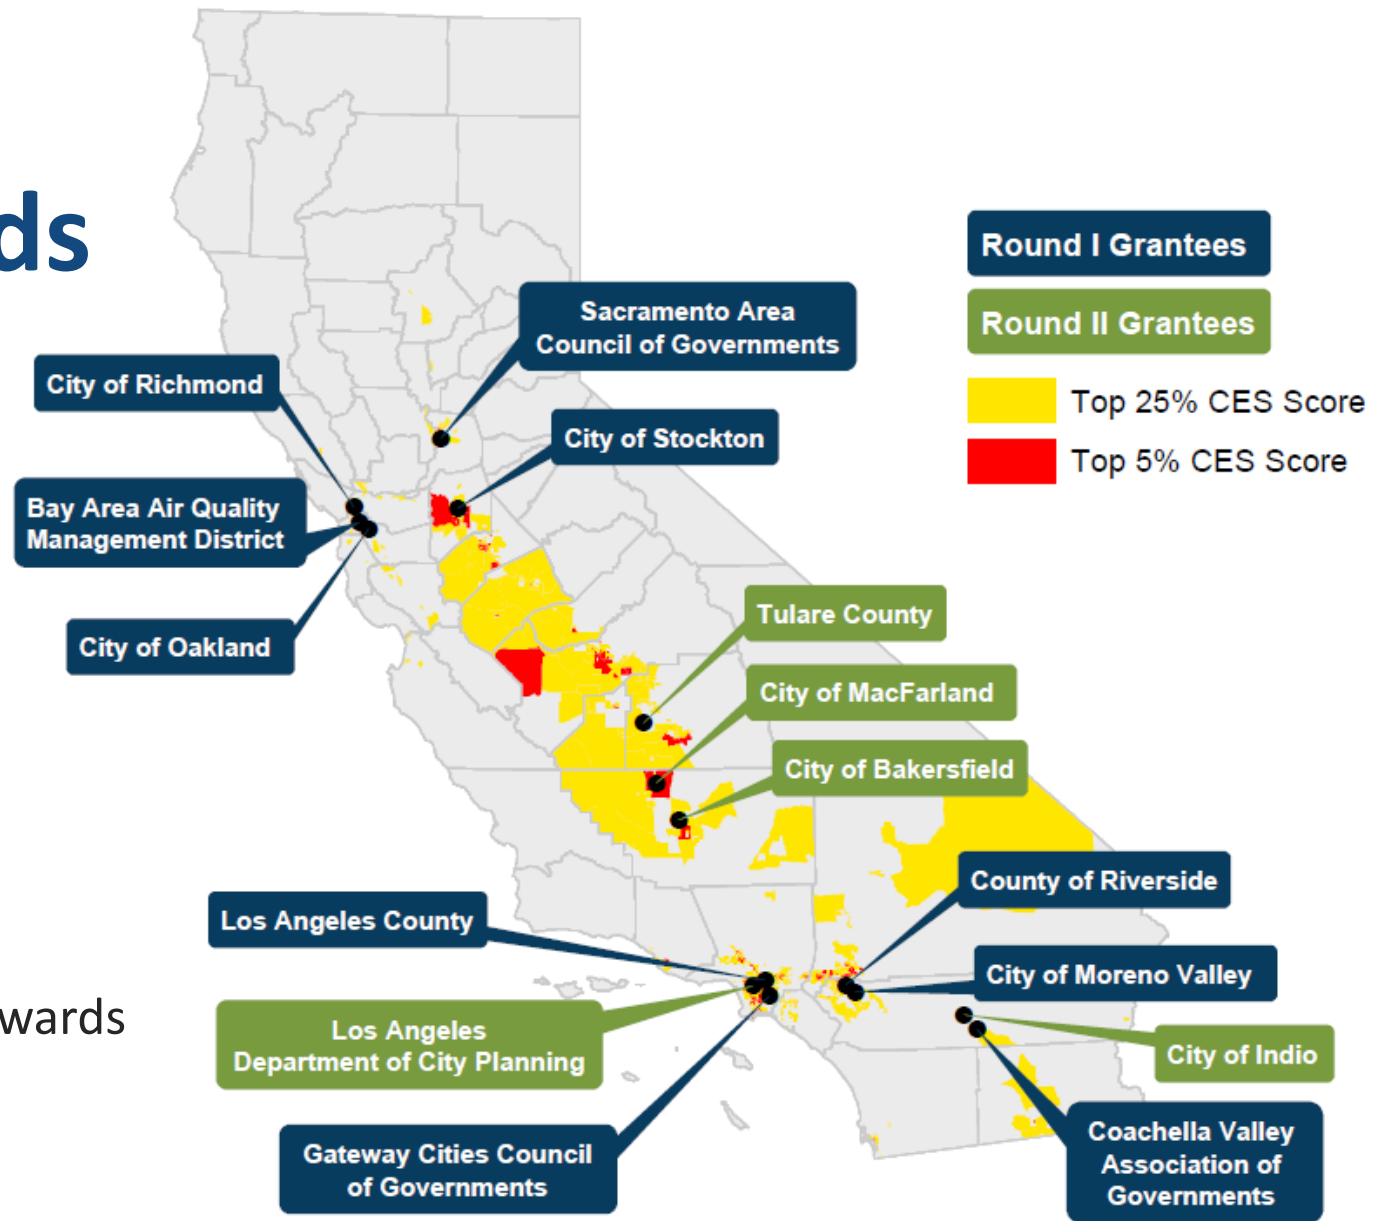 ds
Round I Grantees
Round II Grantees
Top 25% CES Score
Top 5% CES Score
Sacramento Area
Council of Governments
City of Richmond
City of Stockton
Bay Area Air Quality
Management District
City of Oakland
Tulare County
City of MacFarland
City of Bakersfield
County of Riverside
Los Angeles County
City of Moreno Valley
wards
Los Angeles
Department of City Planning
City of Indio
Gateway Cities Council
of Governments
Coachella Valley
Association of
Governments